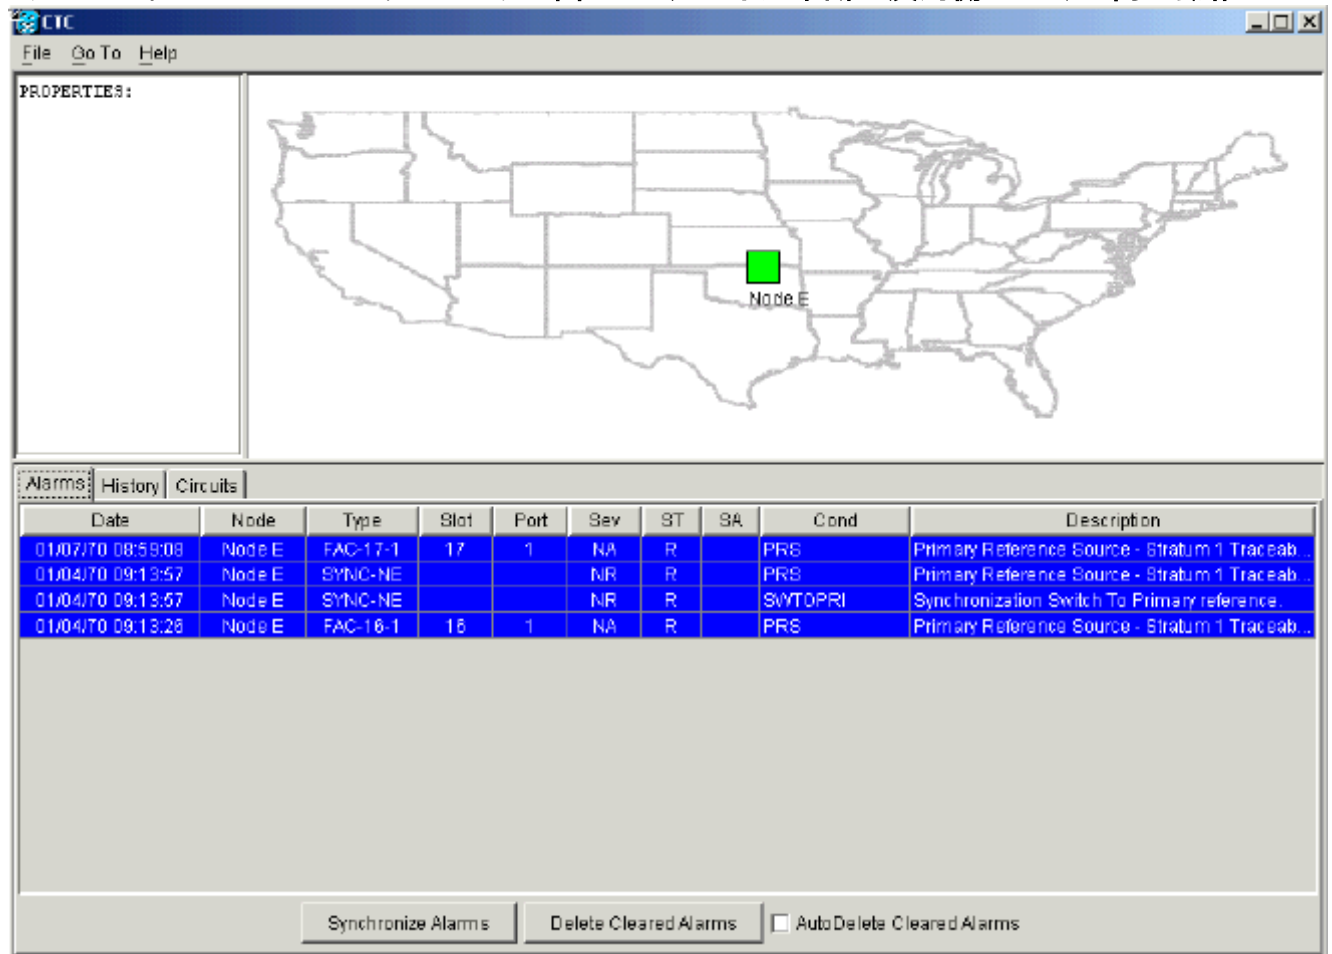 CTC
File Go To Help
PROPERTIES:
Node E
Alarms History Circuits
Date Node Type Slot Port Sev ST SA Cond Description
01/07/70 08:59:08 Node E FAC-17-1 17 1 NA R PRS Primary Reference Source - Stratum 1 Traceab...
01/04/70 09:13:57 Node E SYNC-NE NR R PRS Primary Reference Source - Stratum 1 Traceab...
01/04/70 09:13:57 Node E SYNC-NE NR R SWTOPRI Synchronization Switch To Primary reference.
01/04/70 09:13:26 Node E FAC-16-1 16 1 NA R PRS Primary Reference Source - Stratum 1 Traceab...
Synchronize Alarms Delete Cleared Alarms AutoDelete Cleared Alarms